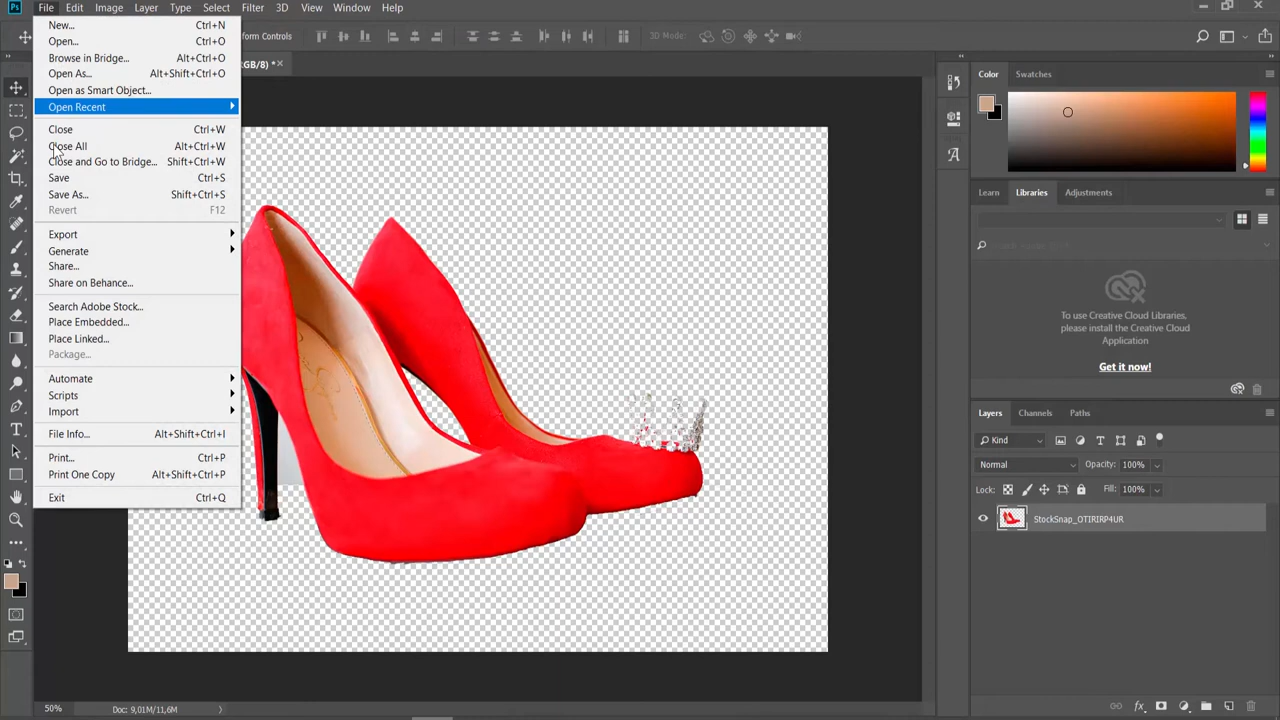 Ps File Edit Image Layer Type Select Filter 3D View Window Help
orm Controls 3D Mode:
RGB/8) *
New... Ctrl+N
Open... Ctrl+O
Browse in Bridge... Alt+Ctrl+O
Open As... Alt+Shift+Ctrl+O
Open as Smart Object...
Open Recent
Close Ctrl+W
Close All Alt+Ctrl+W
Close and Go to Bridge... Shift+Ctrl+W
Save Ctrl+S
Save As... Shift+Ctrl+S
Revert F12
Export
Generate
Share...
Share on Behance...
Search Adobe Stock...
Place Embedded...
Place Linked...
Package...
Automate
Scripts
Import
File Info... Alt+Shift+Ctrl+I
Print... Ctrl+P
Print One Copy Alt+Shift+Ctrl+P
Exit Ctrl+Q
50% Doc: 9,01M/11,6M
Color Swatches
Learn Libraries Adjustments
To use Creative Cloud Libraries,
please install the Creative Cloud
Application
Get it now!
Layers Channels Paths
Kind
Normal Opacity: 100%
Lock: Fill: 100%
StockSnap_OTIRIRP4UR